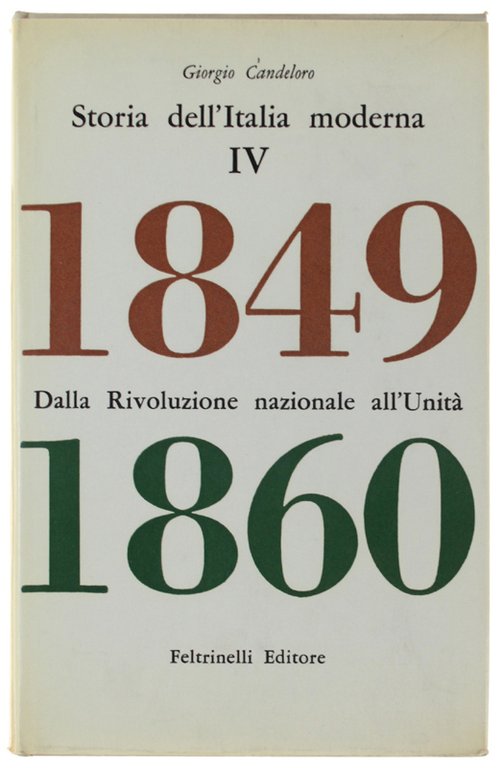 Giorgio Candeloro
Storia dell'Italia moderna
IV
1849
Dalla Rivoluzione nazionale all'Unità
1860
Feltrinelli Editore